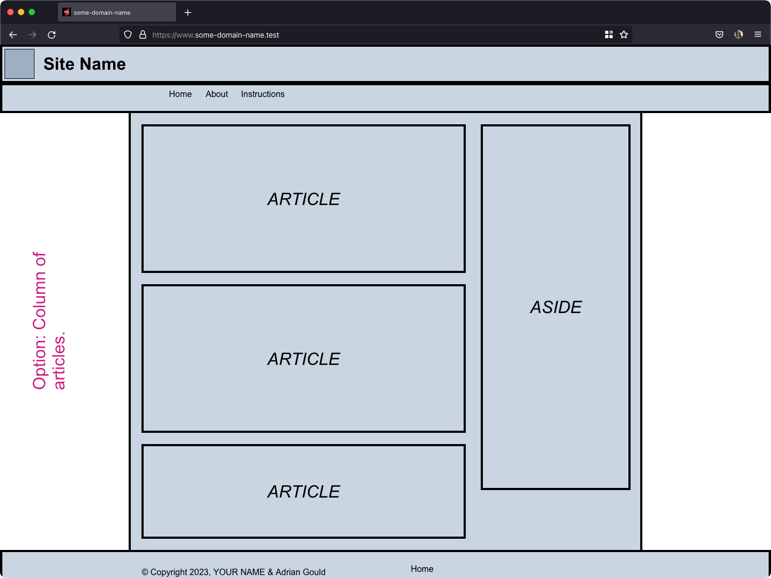 some-domain-name
https://www.some-domain-name.test
Site Name
Home About Instructions
ARTICLE
ASIDE
ARTICLE
ARTICLE
Option: Column of
articles.
© Copyright 2023, YOUR NAME & Adrian Gould
Home